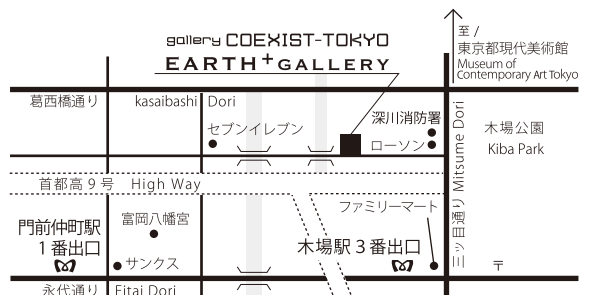 gallery COEXIST-TOKYO
EARTH+GALLERY
至 /
東京都現代美術館
Museum of
Contemporary Art Tokyo
葛西橋通り kasaibashi Dori
セブンイレブン
深川消防署
ローソン
木場公園
Kiba Park
三ッ目通り Mitsume Dori
首都高9号 High Way
ファミリーマート
富岡八幡宮
門前仲町駅
1番出口
サンクス
木場駅3番出口
〒
永代通り Eitai Dori